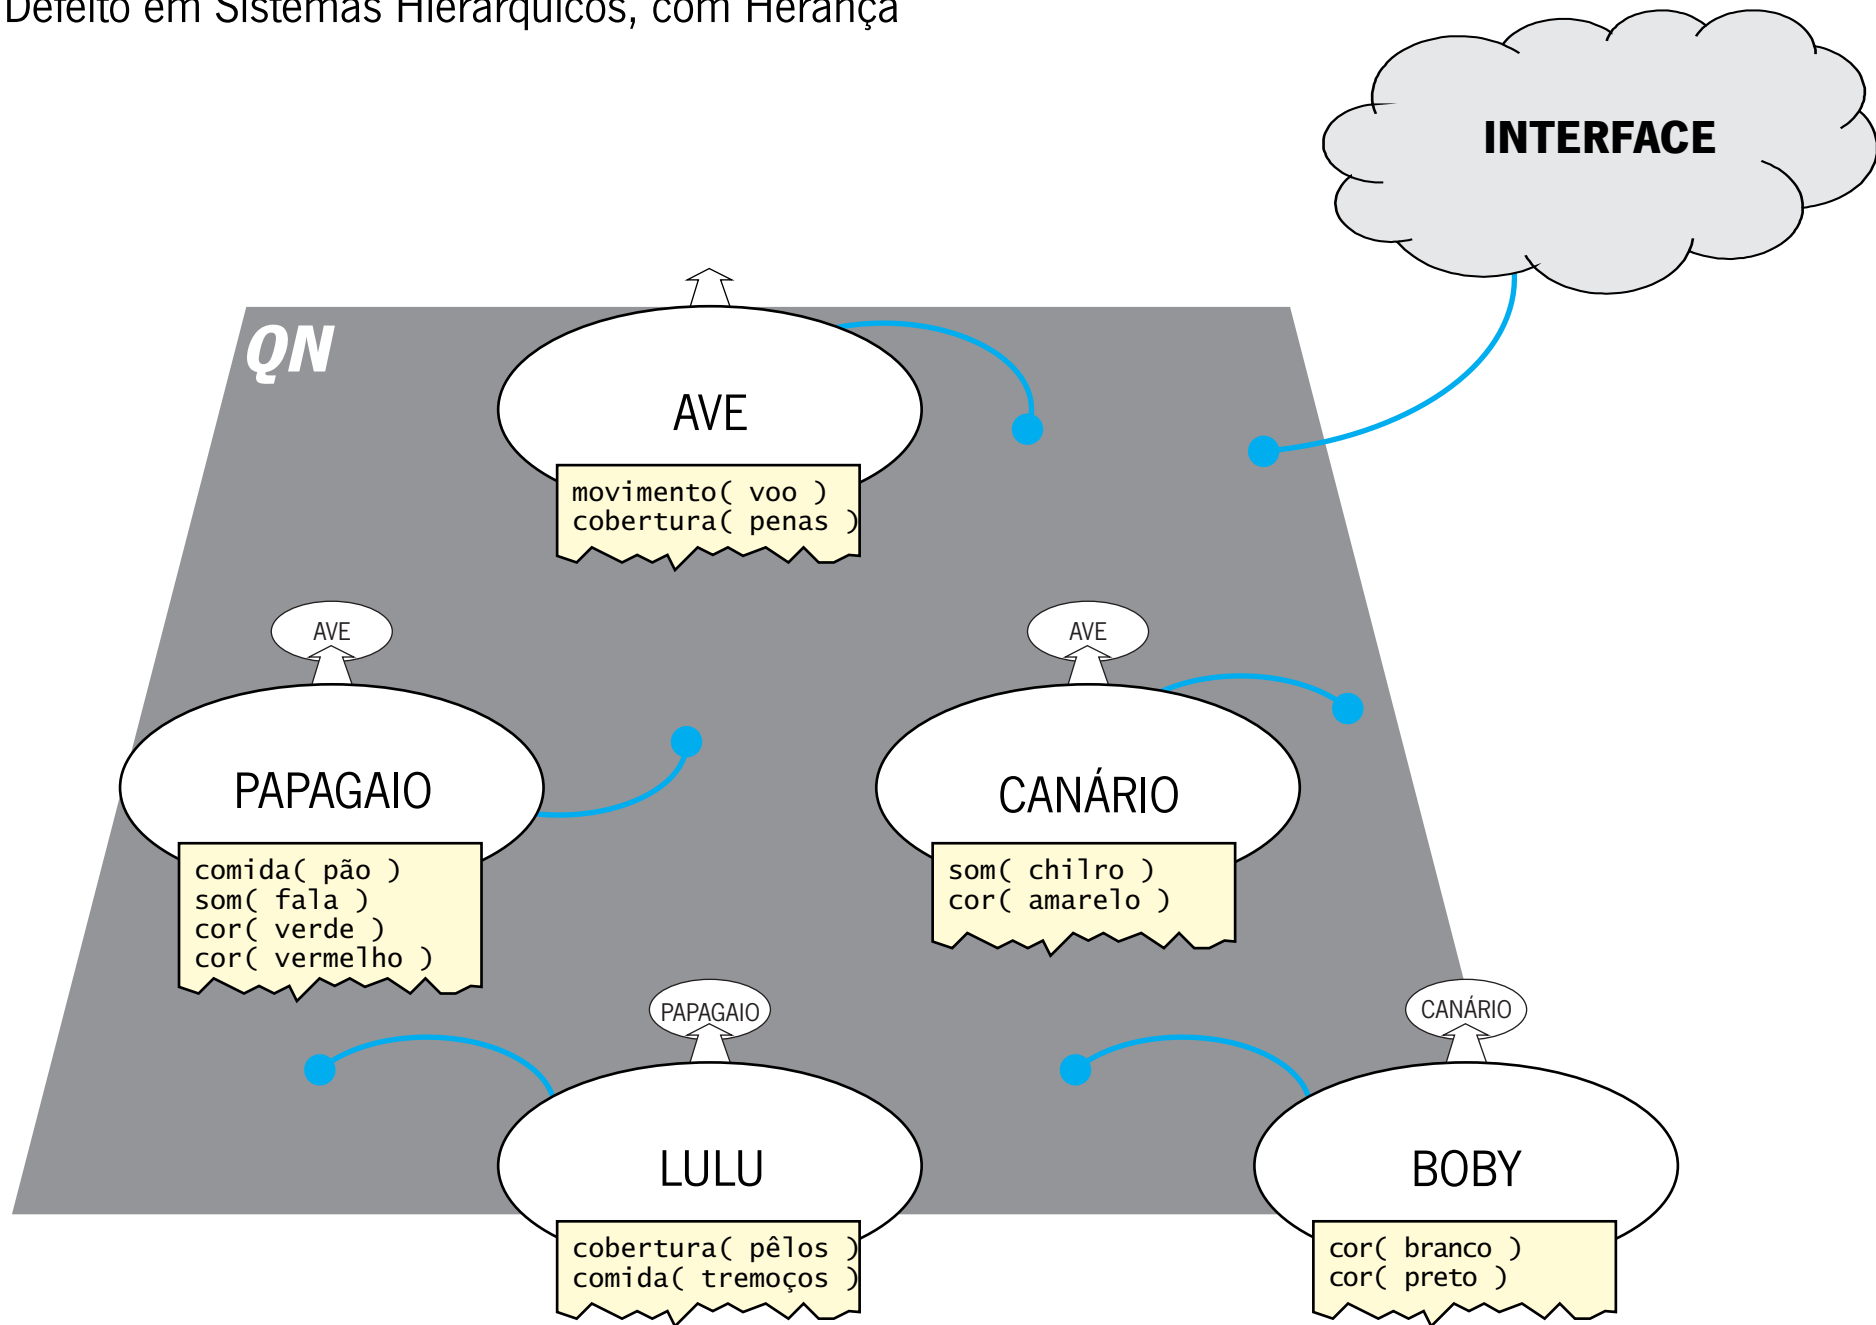 Defeito em Sistemas Hierárquicos, com Herança
INTERFACE
QN
AVE
movimento( voo )
cobertura( penas )
AVE
AVE
PAPAGAIO
comida( pão )
som( fala )
cor( verde )
cor( vermelho )
CANÁRIO
som( chilro )
cor( amarelo )
PAPAGAIO
CANÁRIO
LULU
cobertura( pêlos )
comida( tremoços )
BOBY
cor( branco )
cor( preto )